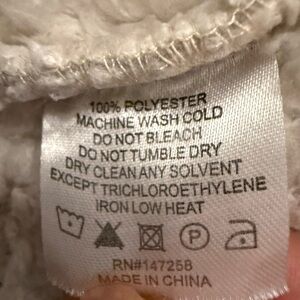 100% POLYESTER
MACHINE WASH COLD
DO NOT BLEACH
DO NOT TUMBLE DRY
DRY CLEAN ANY SOLVENT
EXCEPT TRICHLOROETHYLENE
IRON LOW HEAT
P
RN#147258
MADE IN CHINA